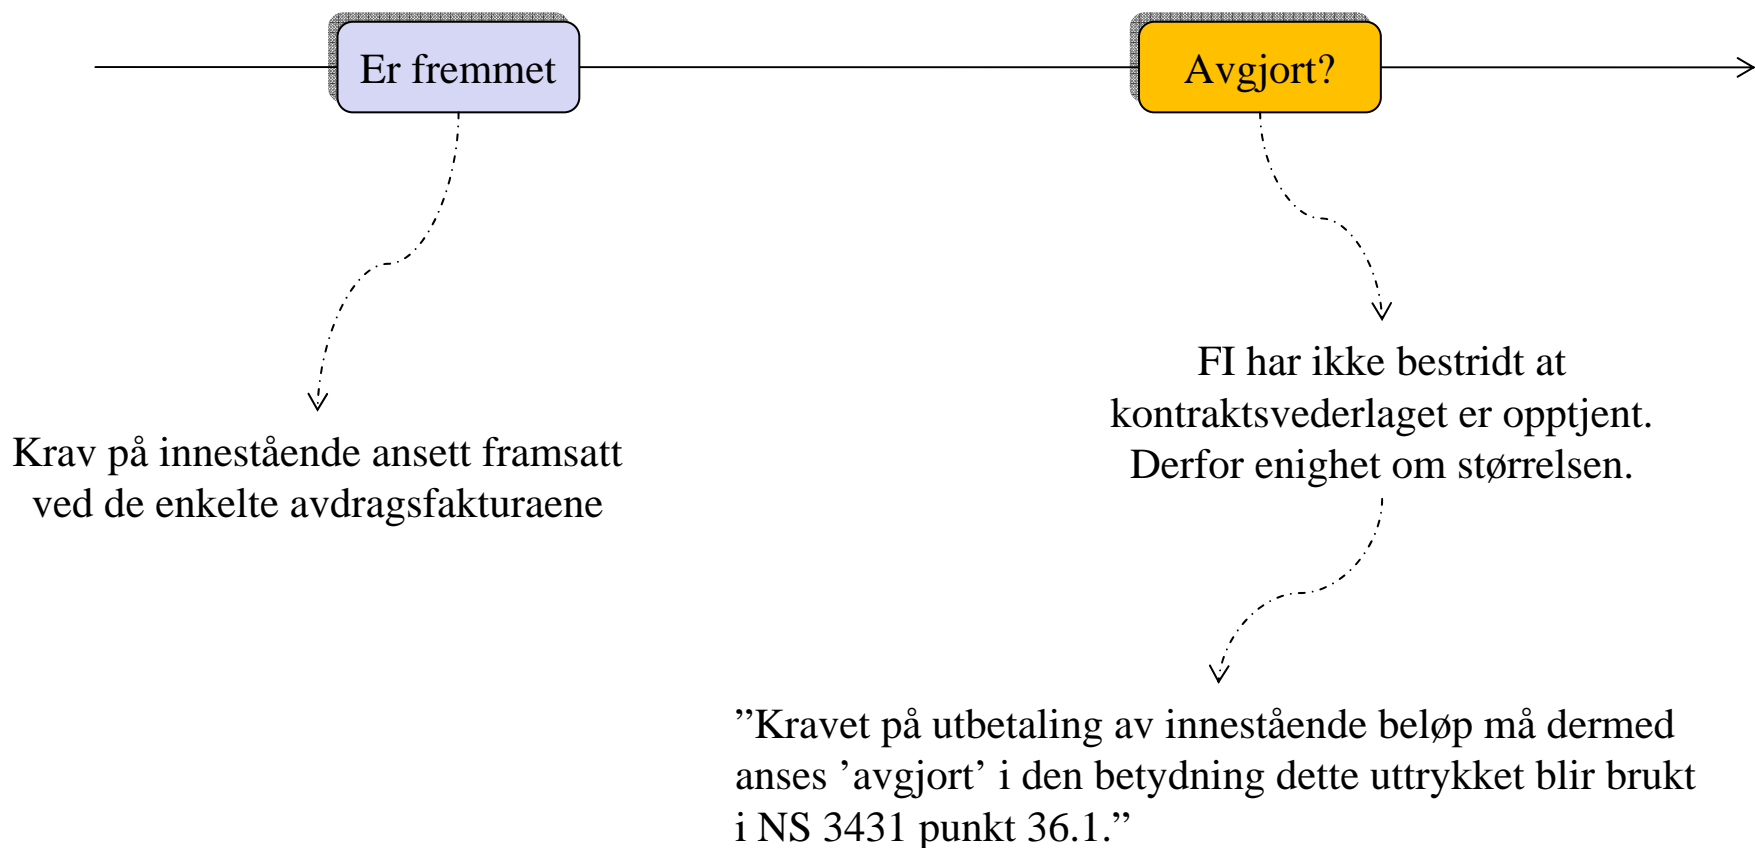 Er fremmet
Avgjort?
Krav på innestående ansett framsatt
ved de enkelte avdragsfakturaene
FI har ikke bestridt at
kontraktsvederlaget er opptjent.
Derfor enighet om størrelsen.
”Kravet på utbetaling av innestående beløp må dermed
anses ’avgjort’ i den betydning dette uttrykket blir brukt
i NS 3431 punkt 36.1.”